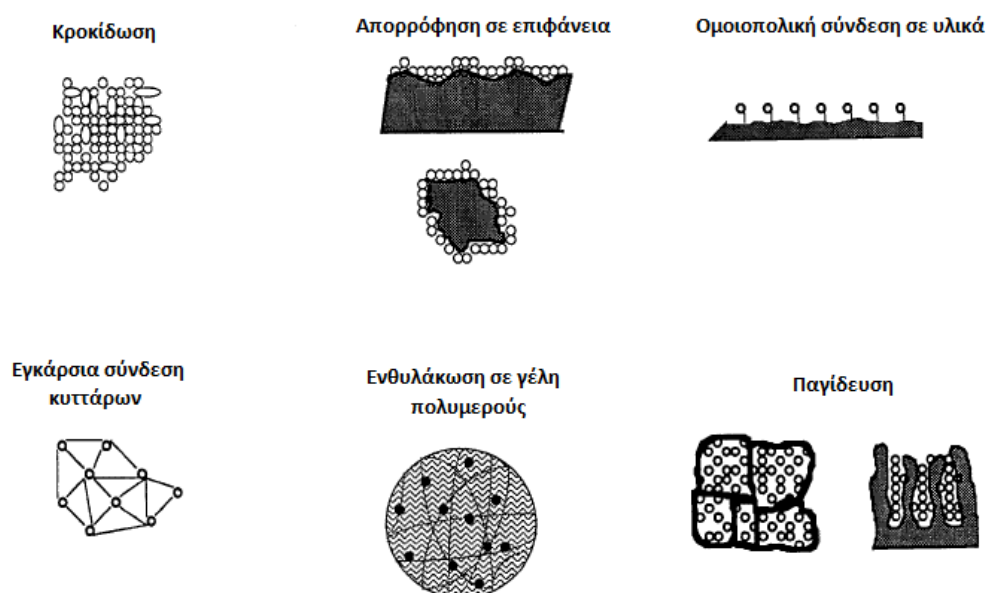 Κροκίδωση
Απορρόφηση σε επιφάνεια
Ομοιοπολική σύνδεση σε υλικά
Εγκάρσια σύνδεση
κυττάρων
Ενθυλάκωση σε γέλη
πολυμερούς
Παγίδευση